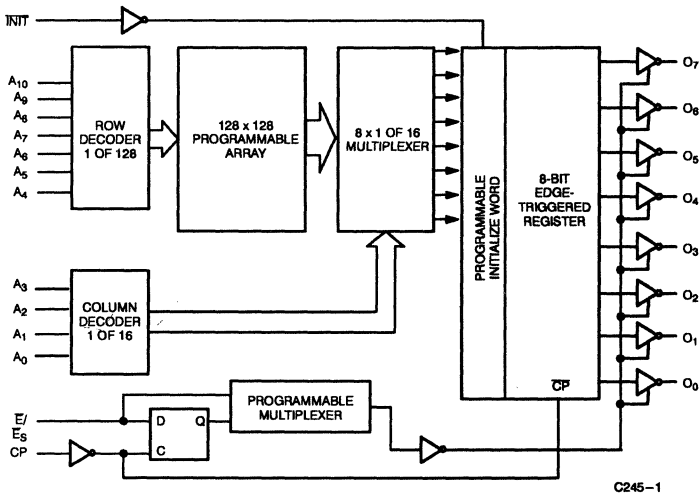 INIT
A10
A9
A6
A7
A6
A5
A4
ROW
DECODER
1 OF 128
128 x 128
PROGRAMMABLE
ARRAY
8 x 1 OF 16
MULTIPLEXER
PROGRAMMABLE
INITIALIZE WORD
8-BIT
EDGE-
TRIGGERED
REGISTER
CP
O7
O6
O5
O4
O3
O2
O1
O0
A3
A2
A1
A0
COLUMN
DECODER
1 OF 16
E/
ES
CP
D
Q
C
PROGRAMMABLE
MULTIPLEXER
C245-1